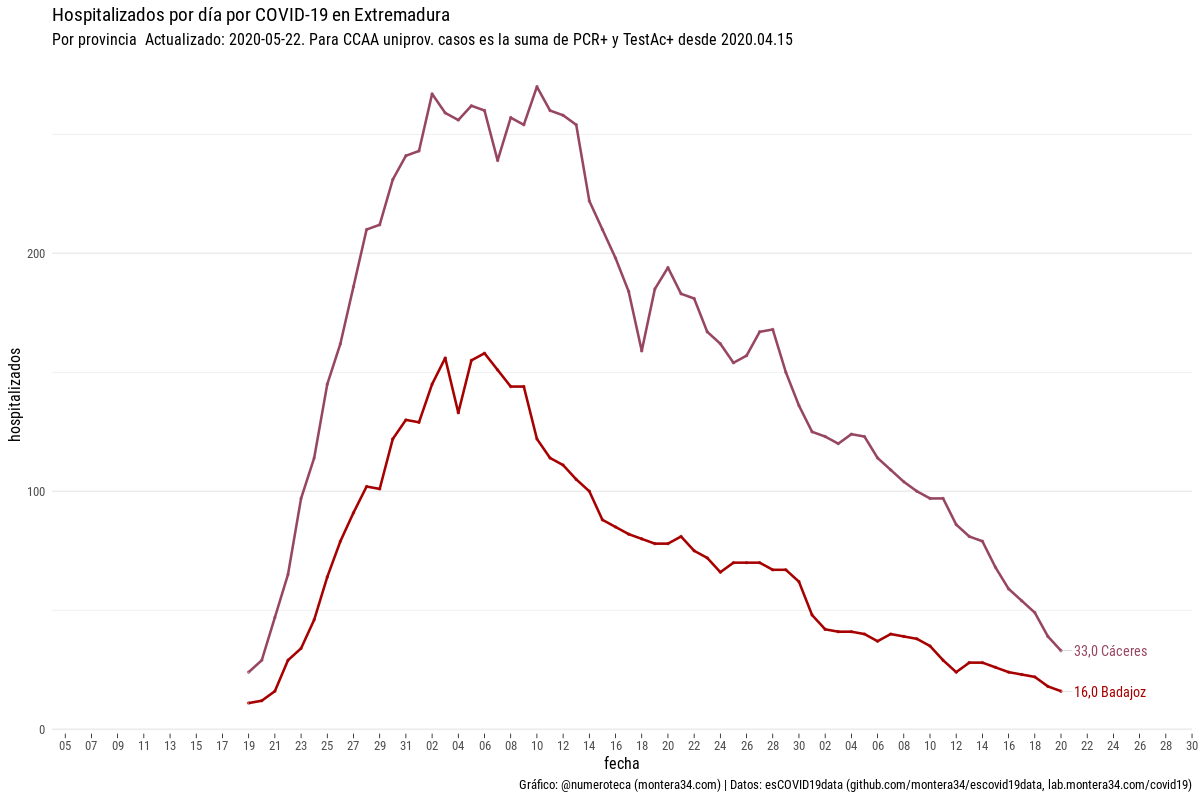 Hospitalizados por día por COVID-19 en Extremadura
Por provincia  Actualizado: 2020-05-22. Para CCAA uniprov. casos es la suma de PCR+ y TestAc+ desde 2020.04.15
hospitalizados
200
100
0
33,0 Cáceres
16,0 Badajoz
05 07 09 11 13 15 17 19 21 23 25 27 29 31 02 04 06 08 10 12 14 16 18 20 22 24 26 28 30 02 04 06 08 10 12 14 16 18 20 22 24 26 28 30
fecha
Gráfico: @numeroteca (montera34.com) | Datos: esCOVID19data (github.com/montera34/escovid19data, lab.montera34.com/covid19)